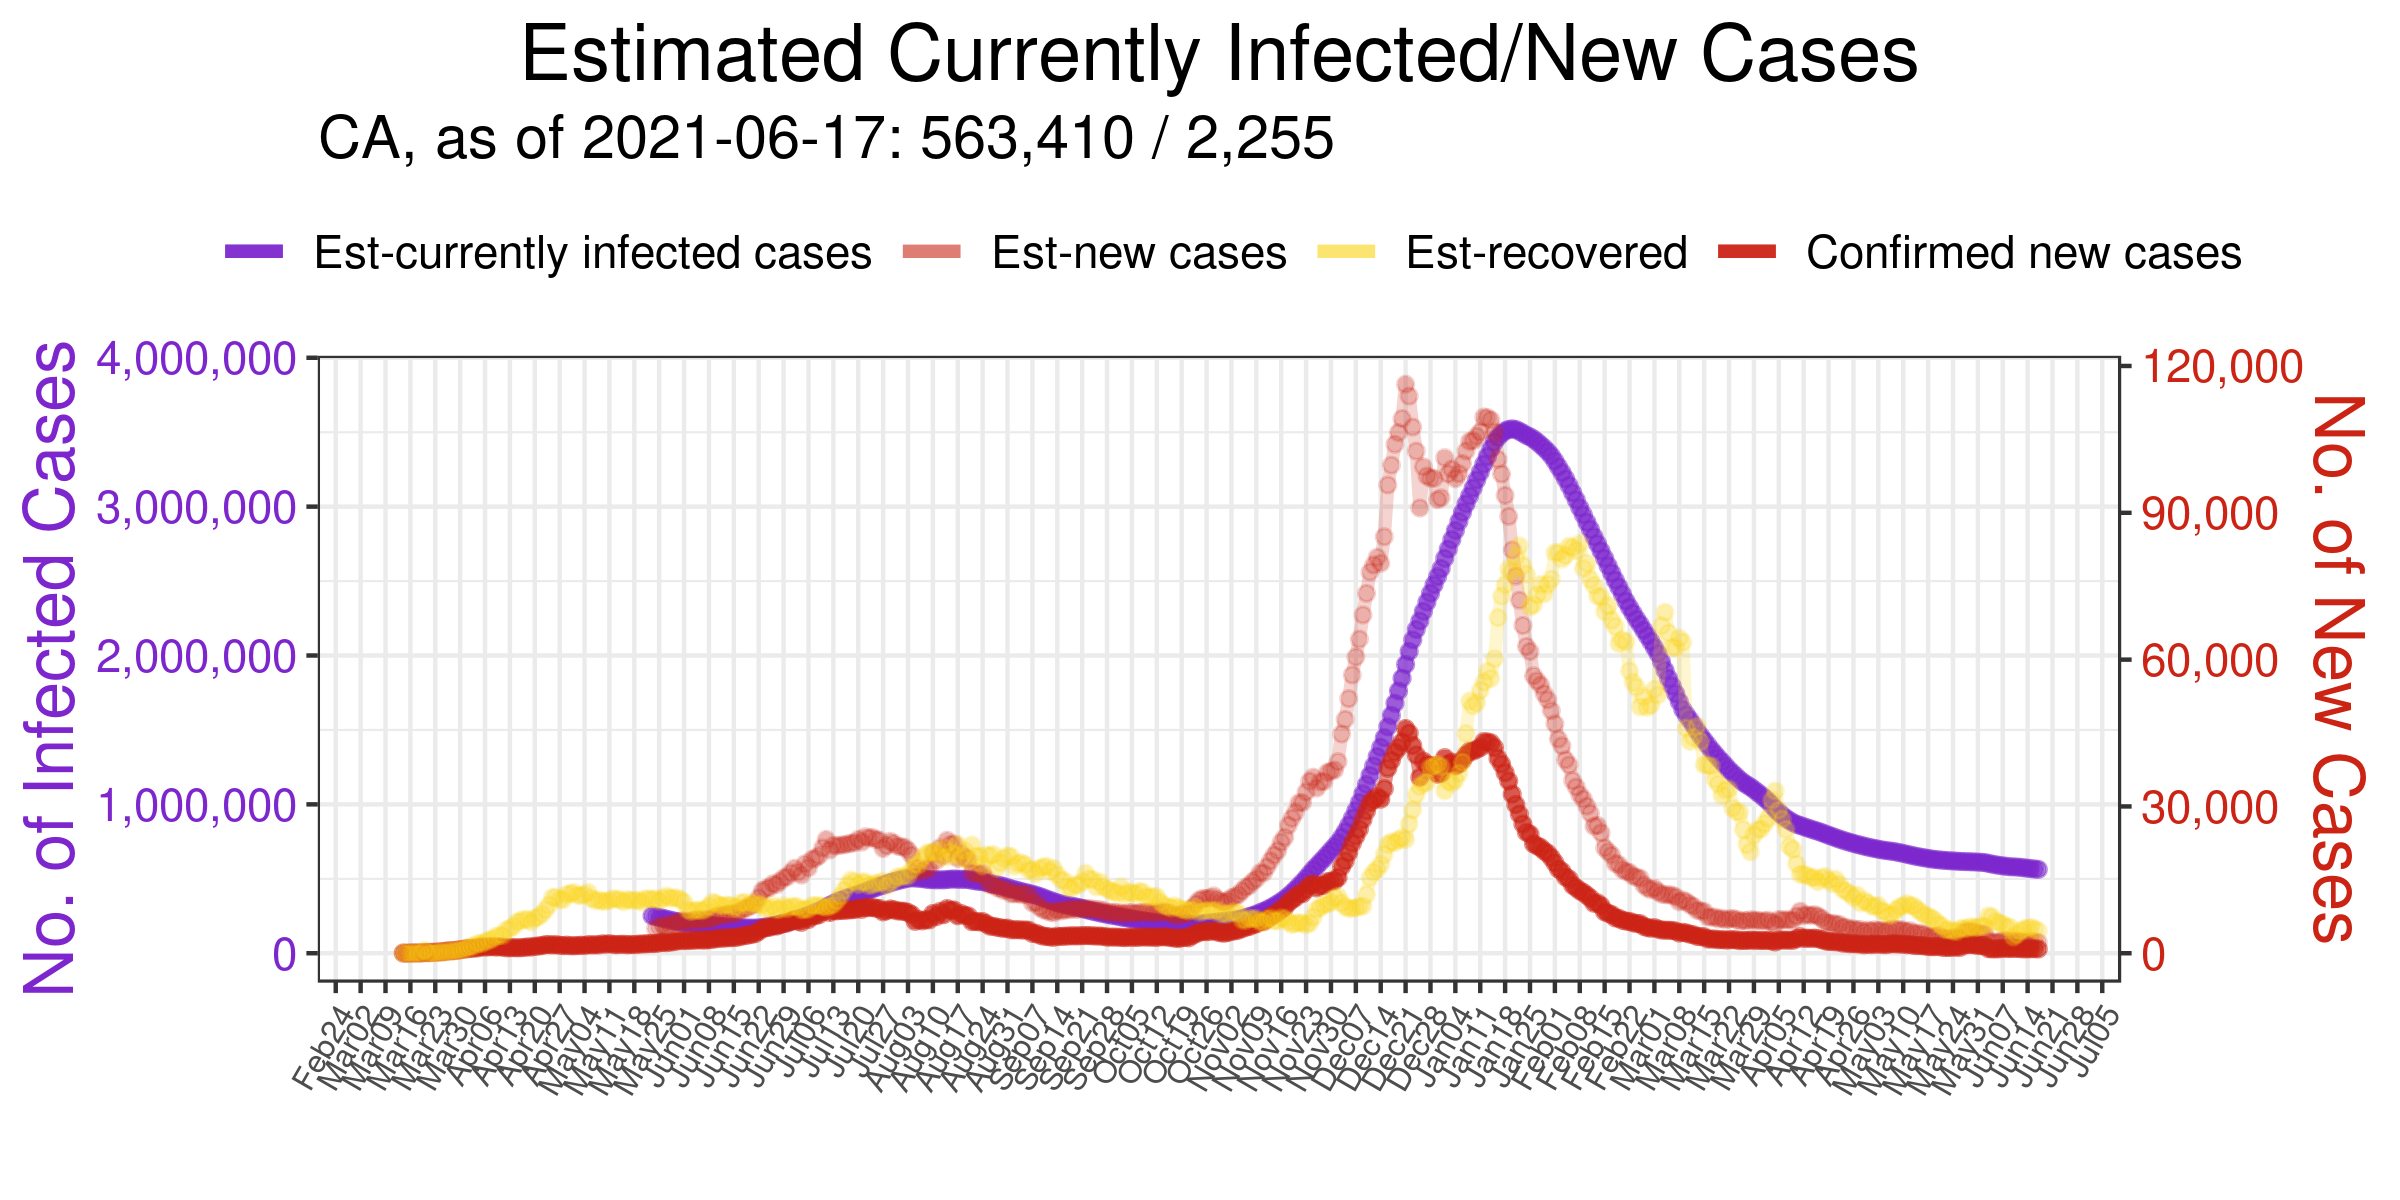 Estimated Currently Infected/New Cases
CA, as of 2021-06-17: 563,410 / 2,255
Est-currently infected cases
Est-new cases
Est-recovered
Confirmed new cases
No. of Infected Cases
4,000,000
3,000,000
2,000,000
1,000,000
0
120,000
90,000
60,000
30,000
0
No. of New Cases
Feb24
Mar02
Mar09
Mar16
Mar23
Mar30
Apr06
Apr13
Apr20
Apr27
May04
May11
May18
May25
Jun01
Jun08
Jun15
Jun22
Jun29
Jul06
Jul13
Jul20
Jul27
Aug03
Aug10
Aug17
Aug24
Aug31
Sep07
Sep14
Sep21
Sep28
Oct05
Oct12
Oct19
Oct26
Nov02
Nov09
Nov16
Nov23
Nov30
Dec07
Dec14
Dec21
Dec28
Jan04
Jan11
Jan18
Jan25
Feb01
Feb08
Feb15
Feb22
Mar01
Mar08
Mar15
Mar22
Mar29
Apr05
Apr12
Apr19
Apr26
May03
May10
May17
May24
May31
Jun07
Jun14
Jun21
Jun28
Jul05